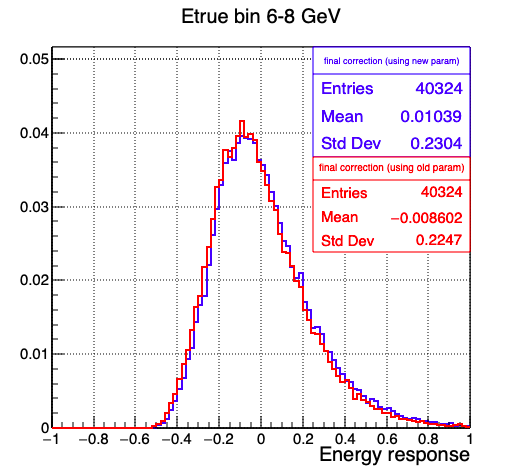 Etrue bin 6-8 GeV
0.05
0.04
0.03
0.02
0.01
0
final correction (using new param)
Entries 40324
Mean 0.01039
Std Dev 0.2304
final correction (using old param)
Entries 40324
Mean −0.008602
Std Dev 0.2247
−1 −0.8 −0.6 −0.4 −0.2 0 0.2 0.4 0.6 0.8 1
Energy response